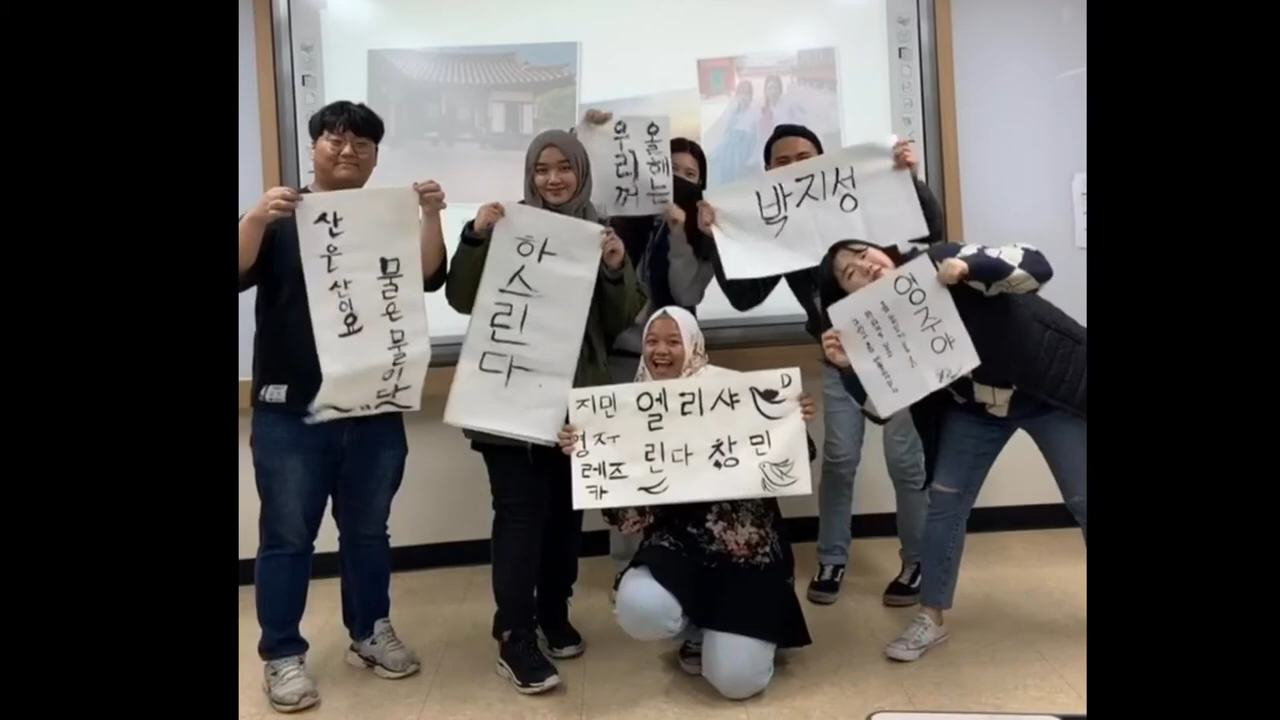 산은 산이요
물은 물이다
하스린다
올해는
우리꺼
박지성
영주야
지민
엘리샤
영주
린다 창민
레즈
카